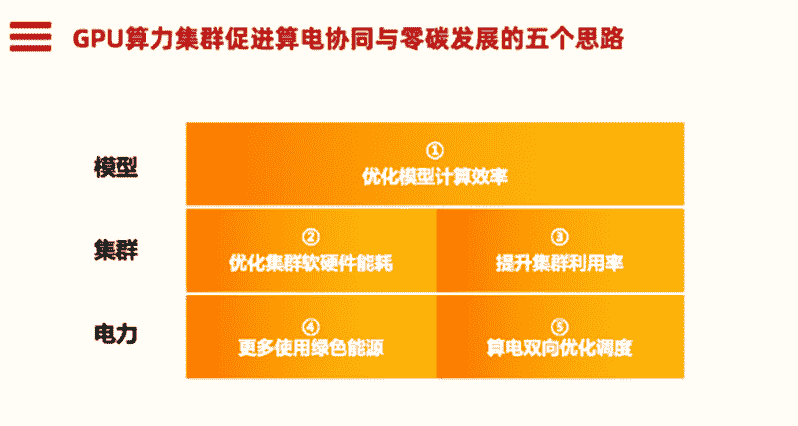 GPU算力集群促进算电协同与零碳发展的五个思路
模型
①
优化模型计算效率
集群
②
优化集群软硬件能耗
③
提升集群利用率
电力
④
更多使用绿色能源
⑤
算电双向优化调度